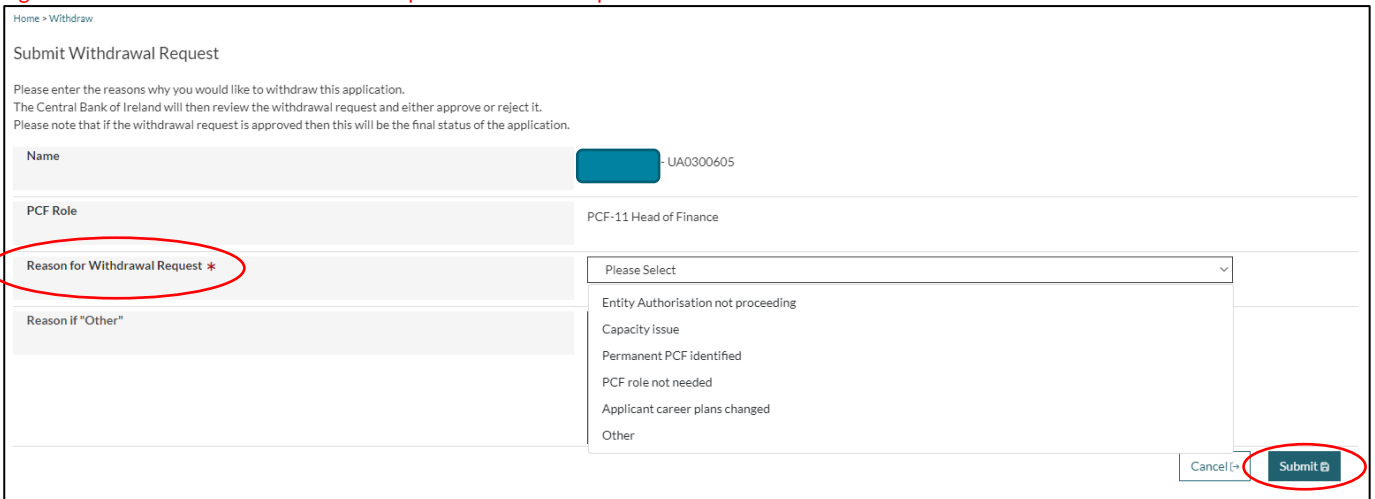 Home > Withdraw
Submit Withdrawal Request
Please enter the reasons why you would like to withdraw this application.
The Central Bank of Ireland will then review the withdrawal request and either approve or reject it.
Please note that if the withdrawal request is approved then this will be the final status of the application.
Name
- UA0300605
PCF Role
PCF-11 Head of Finance
Reason for Withdrawal Request *
Please Select
Entity Authorisation not proceeding
Reason if "Other"
Capacity issue
Permanent PCF identified
PCF role not needed
Applicant career plans changed
Other
Cancel
Submit